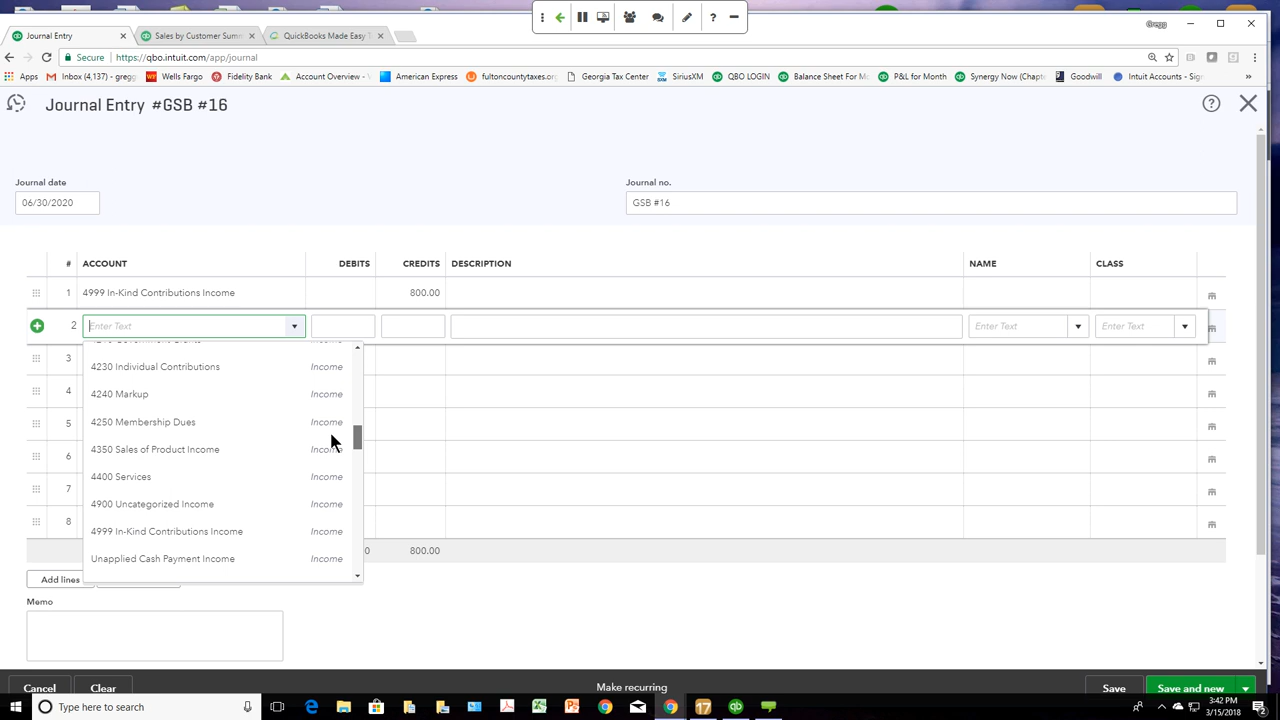 Gregg
Journal Entry
Sales by Customer Summ
QuickBooks Made Easy T
Secure https://qbo.intuit.com/app/journal
Apps
Inbox (4,137) - gregg
Wells Fargo
Fidelity Bank
Account Overview - V
American Express
fultoncountytaxes.org
Georgia Tax Center
SiriusXM
QBO LOGIN
Balance Sheet For Mo
P&L for Month
Synergy Now (Chapte
Goodwill
Intuit Accounts - Sign
»
Journal Entry #GSB #16
Journal date
Journal no.
06/30/2020
GSB #16
# ACCOUNT DEBITS CREDITS DESCRIPTION NAME CLASS
1 4999 In-Kind Contributions Income 800.00
2 Enter Text Enter Text Enter Text
3
4
5
6
7
8
4230 Individual Contributions Income
4240 Markup Income
4250 Membership Dues Income
4350 Sales of Product Income Income
4400 Services Income
4900 Uncategorized Income Income
4999 In-Kind Contributions Income Income
Unapplied Cash Payment Income Income
0 800.00
Add lines
Memo
Cancel
Clear
Make recurring
Save
Save and new
Type here to search
17
3:42 PM
3/15/2018
2